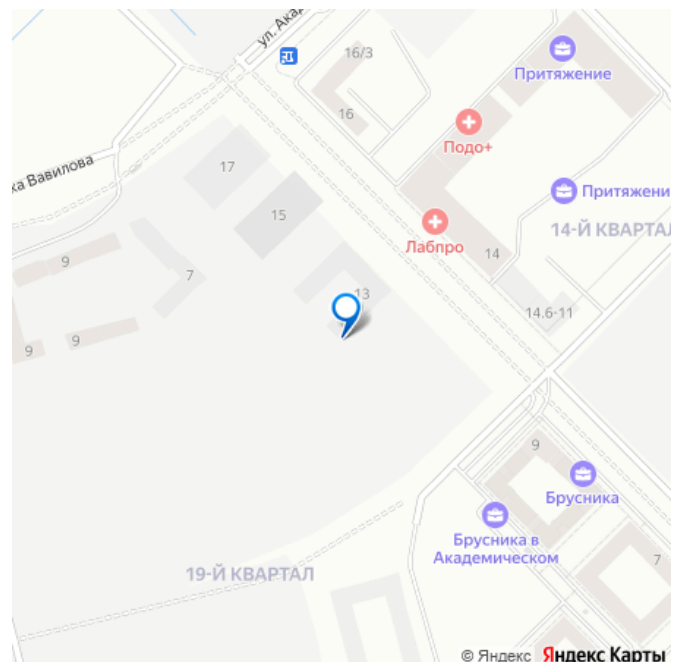 ул. Ака
16/3
Притяжение
16
Подо+
ка Вавилова
17
Притяжени
15
14-Й КВАРТАЛ
Лабпро
14
9
7
13
14.6-11
9
9
9
Брусника
Брусника в
Академическом
7
19-Й КВАРТАЛ
© Яндекс Яндекс Карты